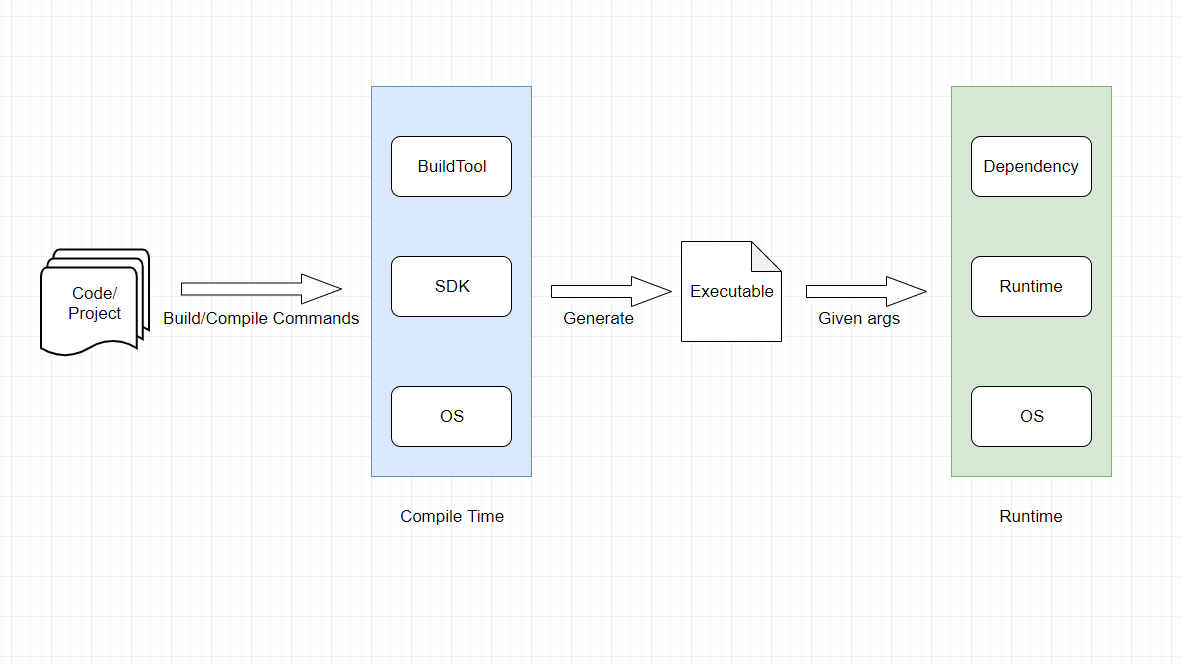 Code/
Project
Build/Compile Commands
BuildTool
SDK
OS
Compile Time
Generate
Executable
Given args
Dependency
Runtime
OS
Runtime